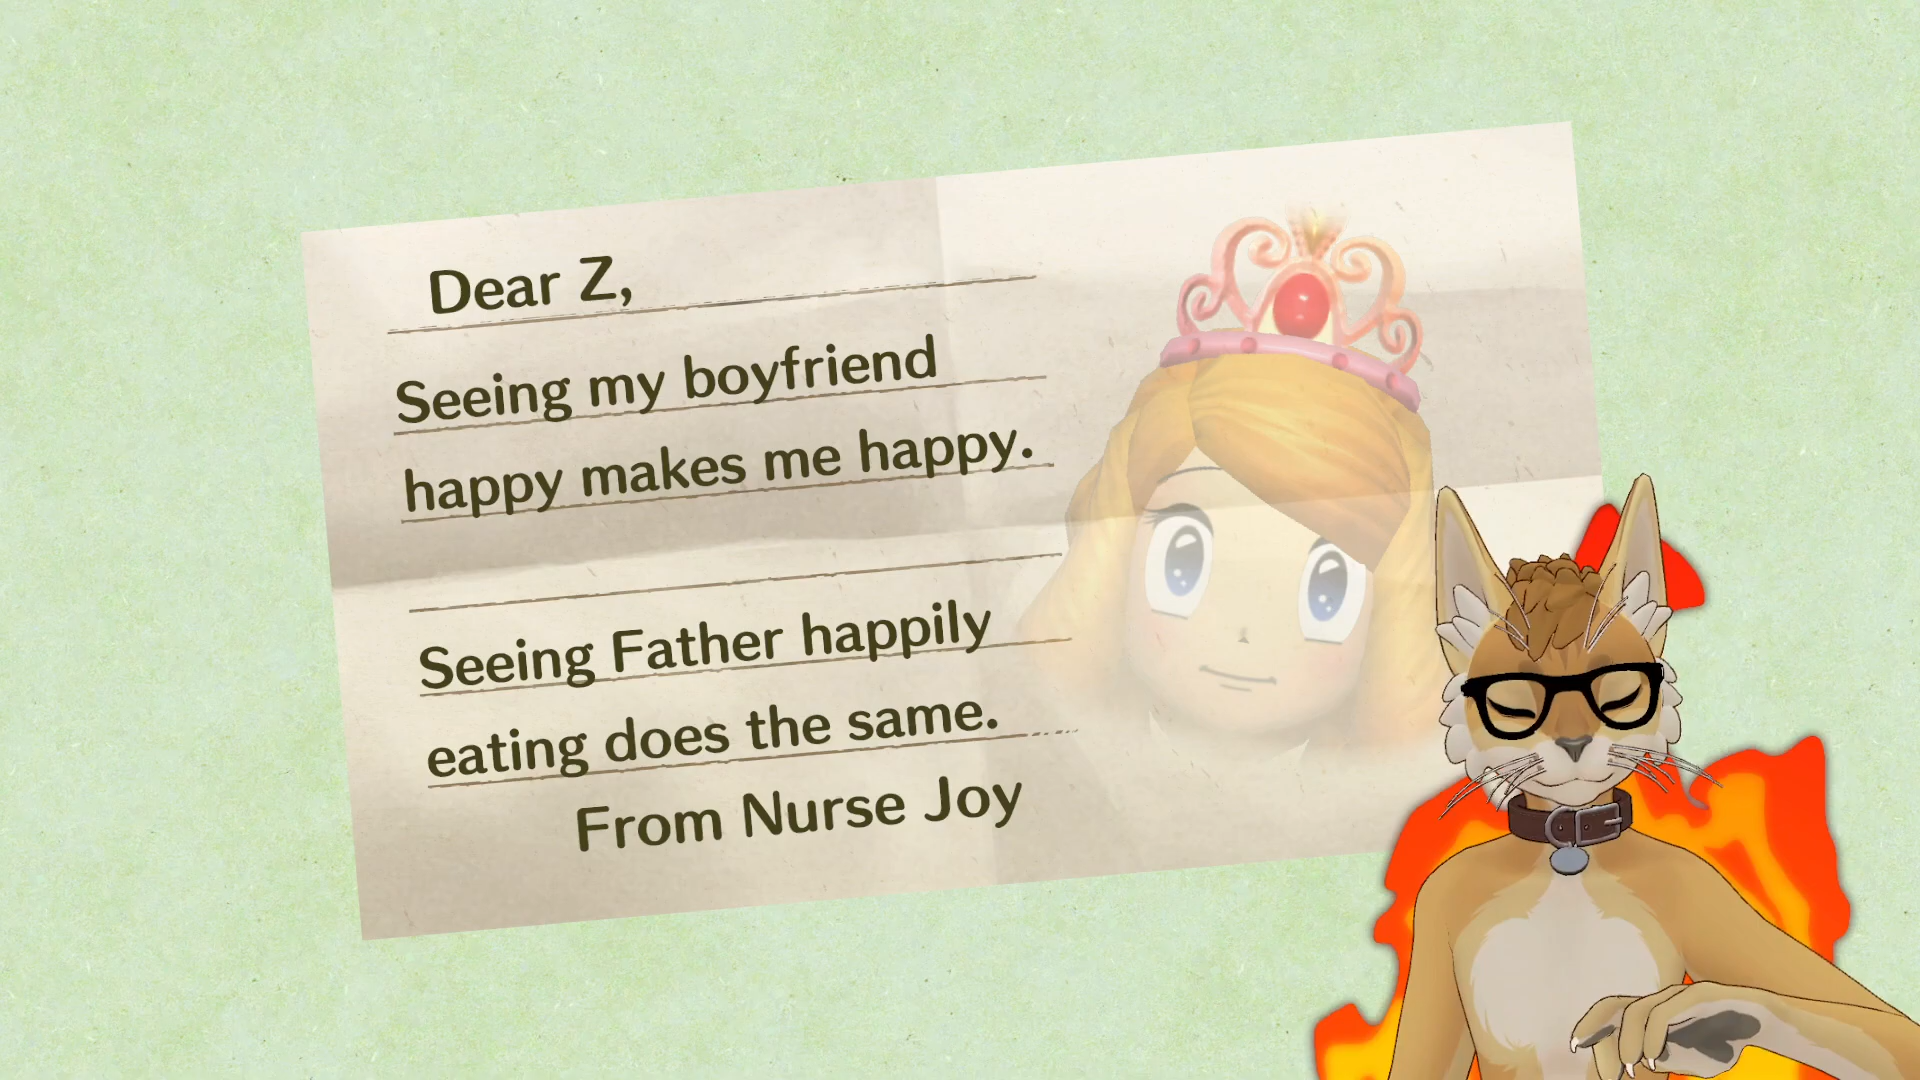 Dear Z,
Seeing my boyfriend
happy makes me happy.
Seeing Father happily
eating does the same.
From Nurse Joy